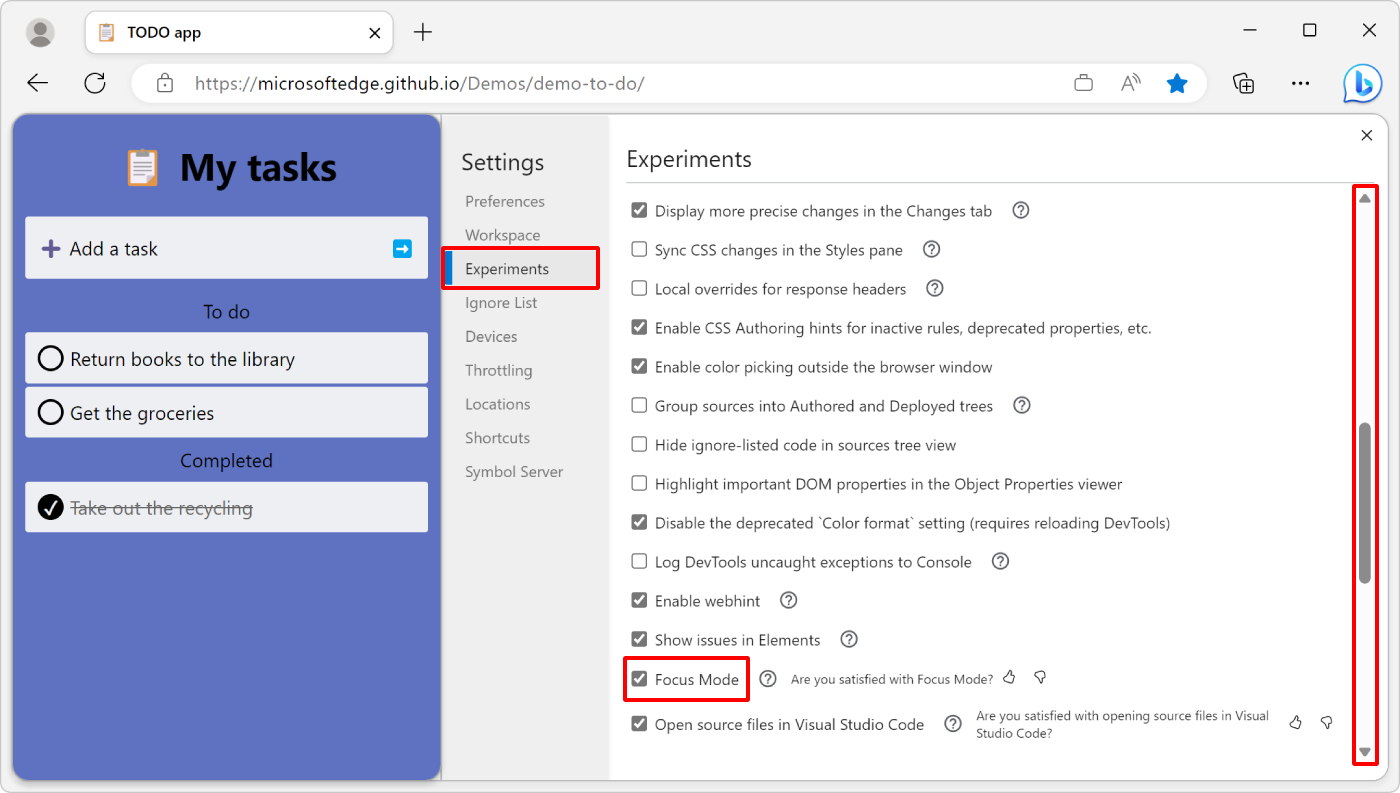 TODO app
https://microsoftedge.github.io/Demos/demo-to-do/
My tasks
Add a task
To do
Return books to the library
Get the groceries
Completed
Take out the recycling
Settings
Preferences
Workspace
Experiments
Ignore List
Devices
Throttling
Locations
Shortcuts
Symbol Server
Experiments
Display more precise changes in the Changes tab
Sync CSS changes in the Styles pane
Local overrides for response headers
Enable CSS Authoring hints for inactive rules, deprecated properties, etc.
Enable color picking outside the browser window
Group sources into Authored and Deployed trees
Hide ignore-listed code in sources tree view
Highlight important DOM properties in the Object Properties viewer
Disable the deprecated `Color format` setting (requires reloading DevTools)
Log DevTools uncaught exceptions to Console
Enable webhint
Show issues in Elements
Focus Mode Are you satisfied with Focus Mode?
Open source files in Visual Studio Code
Are you satisfied with opening source files in Visual
Studio Code?